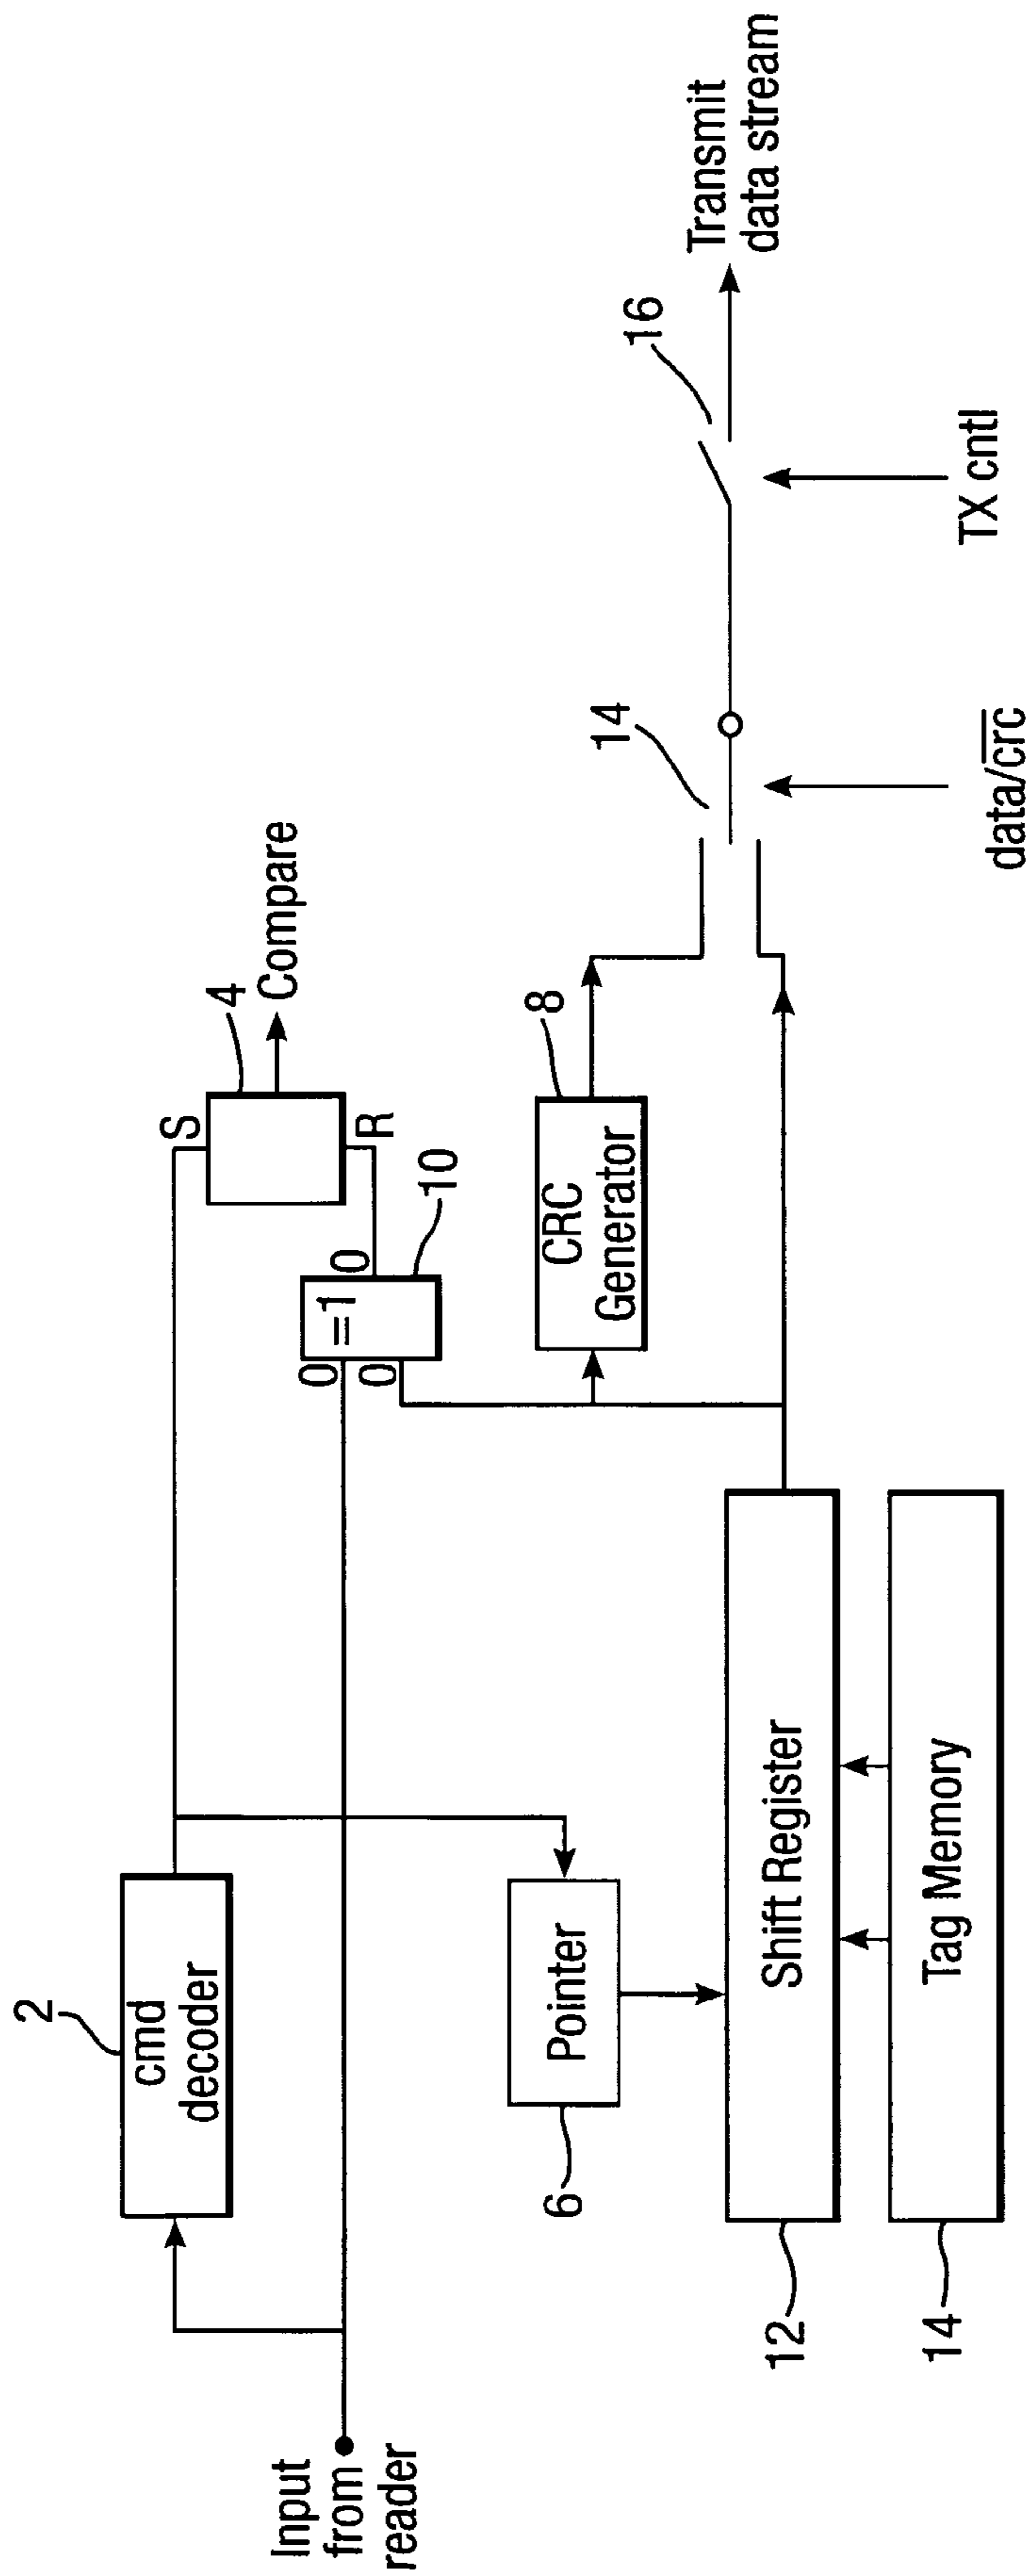 2
cmd
decoder
Input
from
reader
S
4
Compare
R
0
=1
0
0
10
Pointer
6
CRC
Generator
8
14
16
Transmit
data stream
Shift Register
12
Tag Memory
14
data/c̅r̅c̅
TX cntl